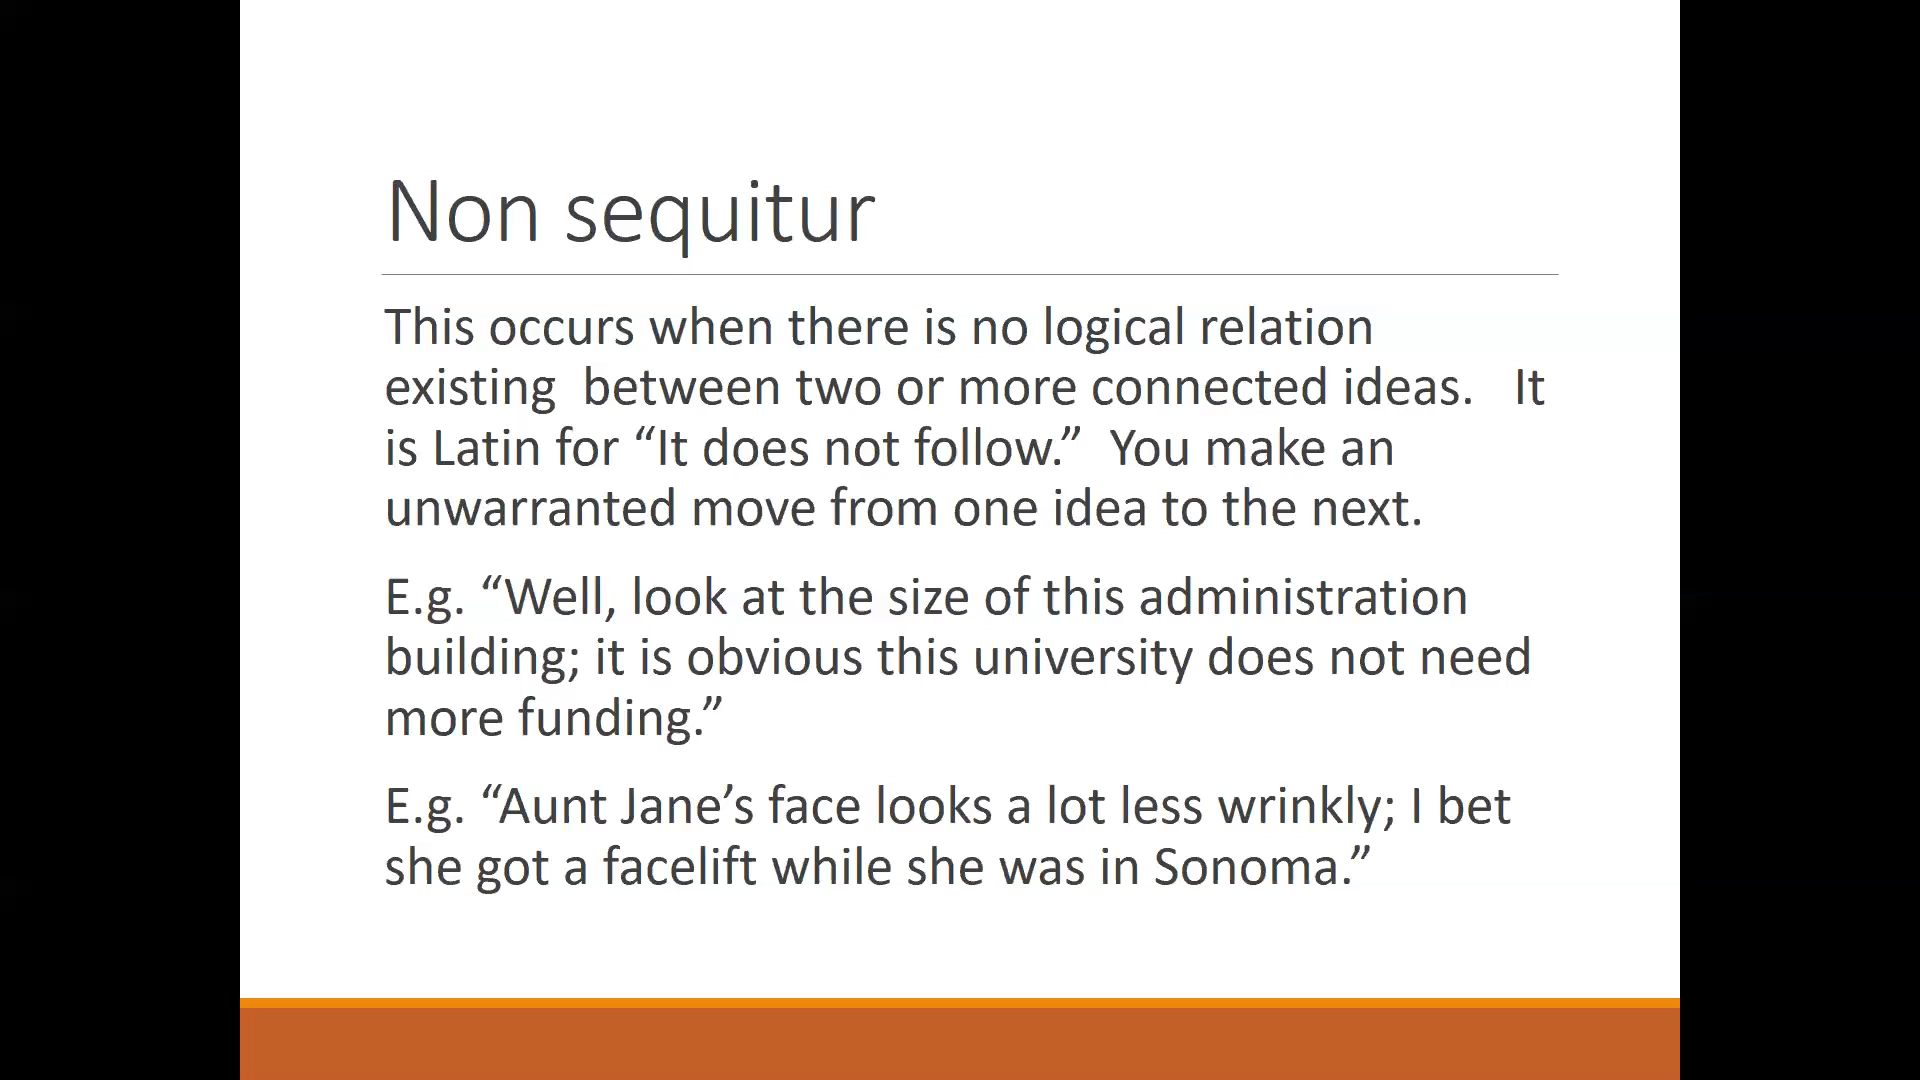 Non sequitur
This occurs when there is no logical relation
existing  between two or more connected ideas.   It
is Latin for “It does not follow.”  You make an
unwarranted move from one idea to the next.
E.g. “Well, look at the size of this administration
building; it is obvious this university does not need
more funding.”
E.g. “Aunt Jane’s face looks a lot less wrinkly; I bet
she got a facelift while she was in Sonoma.”